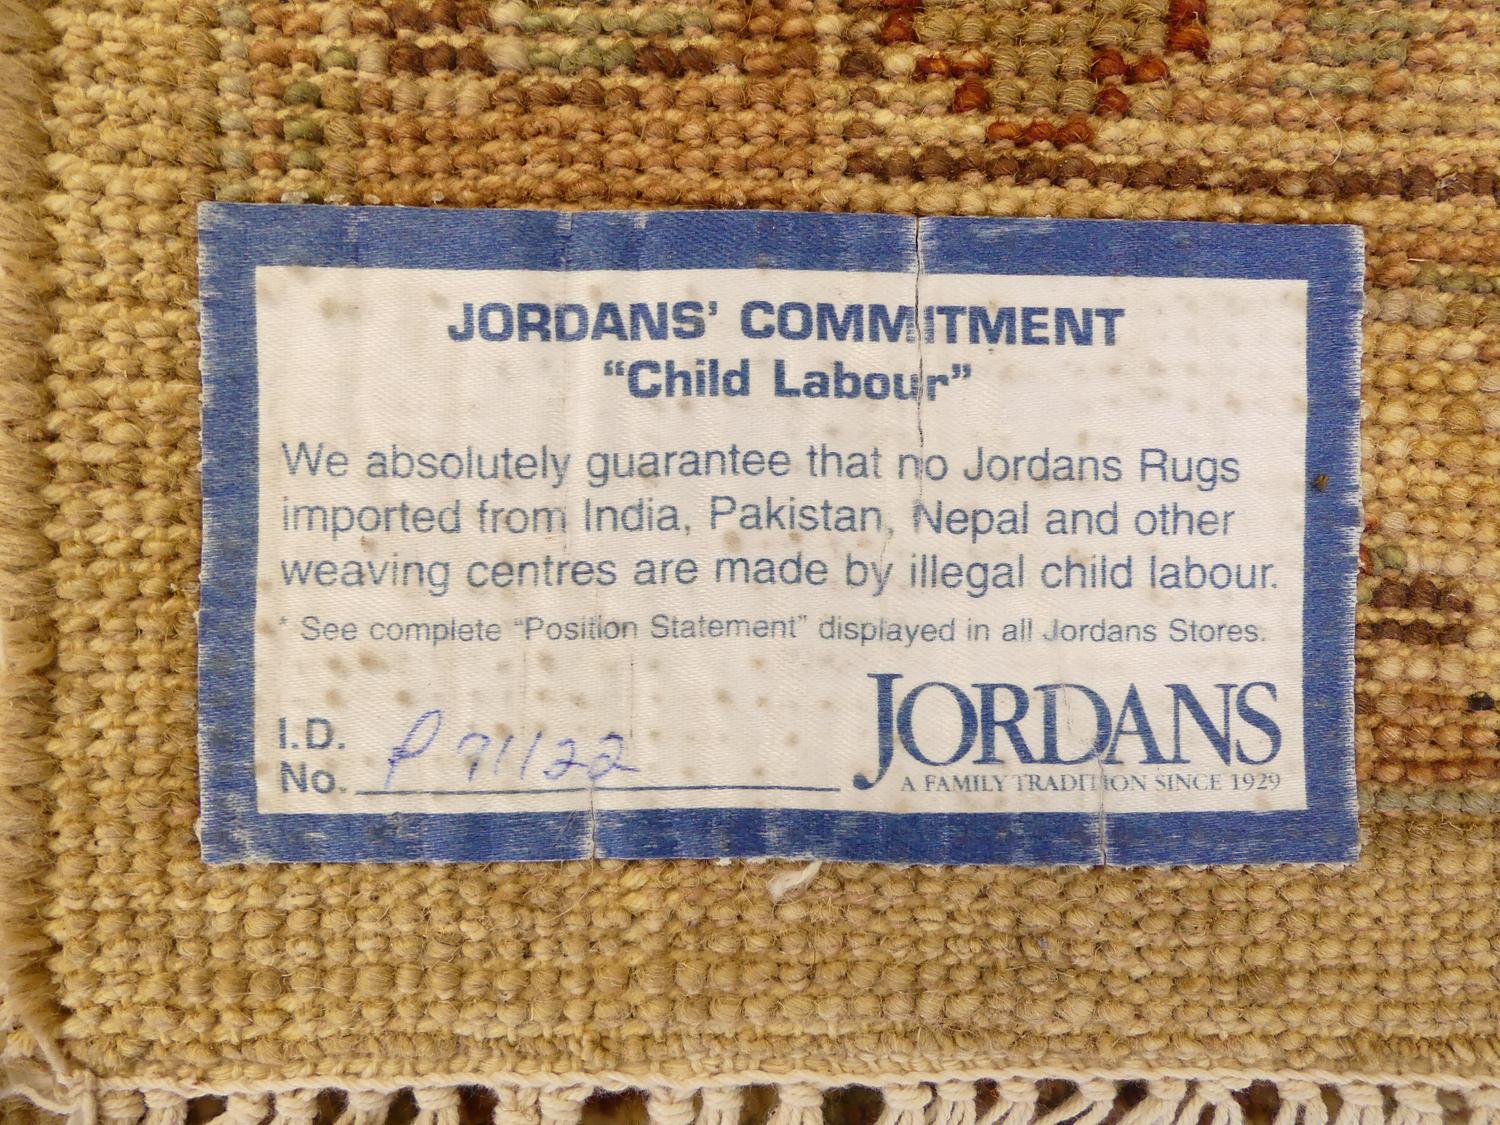 JORDANS' COMMITMENT
“Child Labour”
We absolutely guarantee that no Jordans Rugs
imported from India, Pakistan, Nepal and other
weaving centres are made by illegal child labour.
* See complete “Position Statement” displayed in all Jordans Stores.
I.D.
No. P 71122
JORDANS
A FAMILY TRADITION SINCE 1929